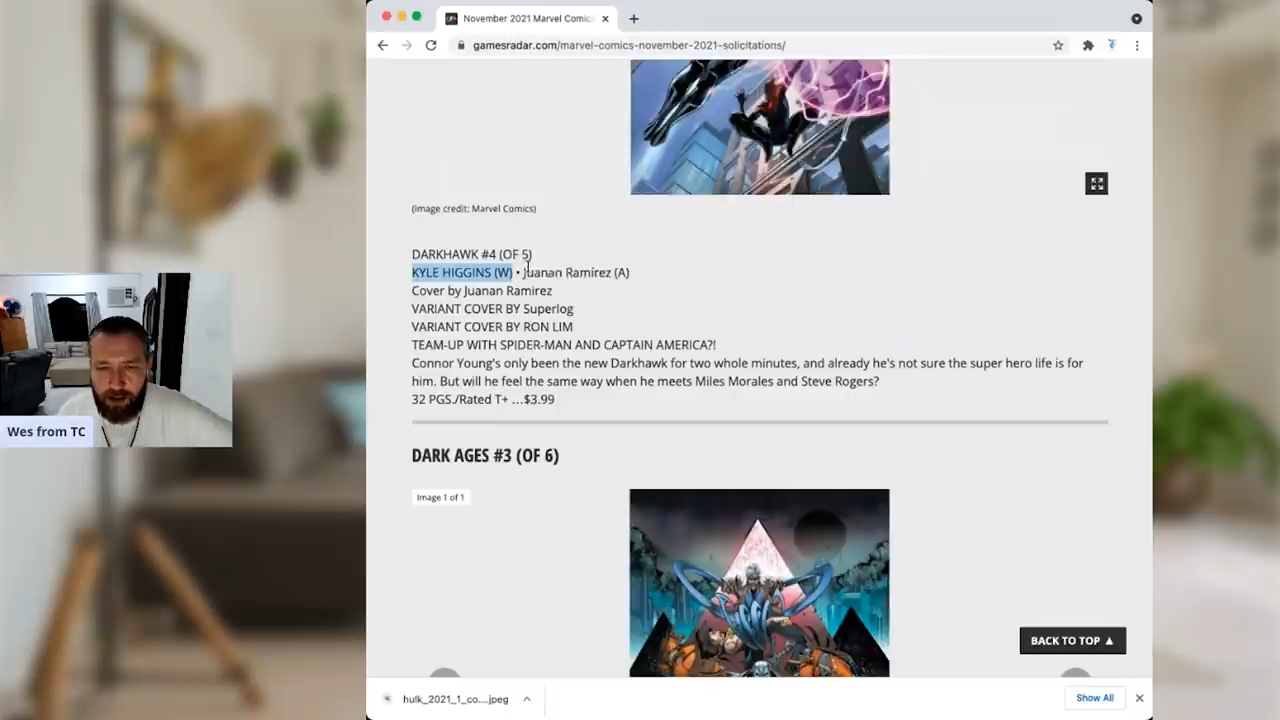 November 2021 Marvel Comic
gamesradar.com/marvel-comics-november-2021-solicitations/
(Image credit: Marvel Comics)
DARKHAWK #4 (OF 5)
KYLE HIGGINS (W) • Juanan Ramírez (A)
Cover by Juanan Ramirez
VARIANT COVER BY Superlog
VARIANT COVER BY RON LIM
TEAM-UP WITH SPIDER-MAN AND CAPTAIN AMERICA?!
Connor Young's only been the new Darkhawk for two whole minutes, and already he's not sure the super hero life is for
him. But will he feel the same way when he meets Miles Morales and Steve Rogers?
32 PGS./Rated T+ ...$3.99
Wes from TC
DARK AGES #3 (OF 6)
Image 1 of 1
BACK TO TOP ▲
hulk_2021_1_co....jpeg
Show All